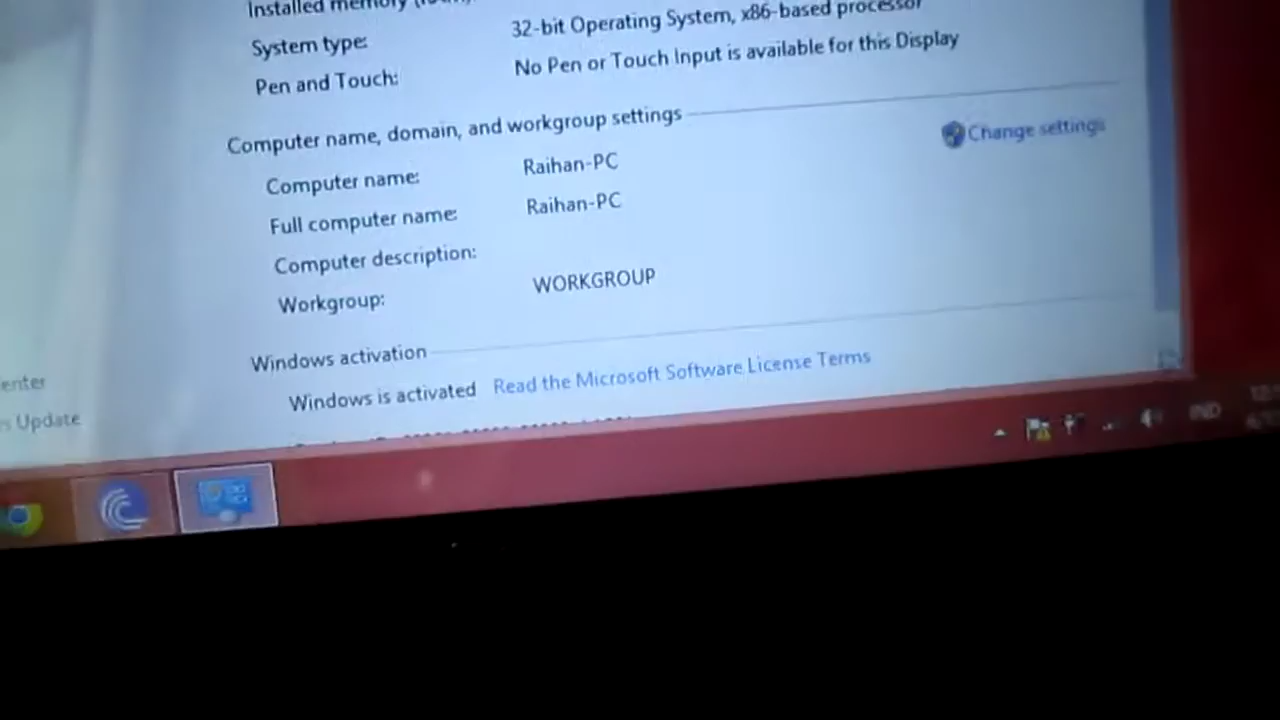 Installed memory
System type: 32-bit Operating System, x86-based processor
Pen and Touch: No Pen or Touch Input is available for this Display
Computer name, domain, and workgroup settings
Change settings
Computer name: Raihan-PC
Full computer name: Raihan-PC
Computer description:
Workgroup: WORKGROUP
Windows activation
Windows is activated Read the Microsoft Software License Terms
Update
IND